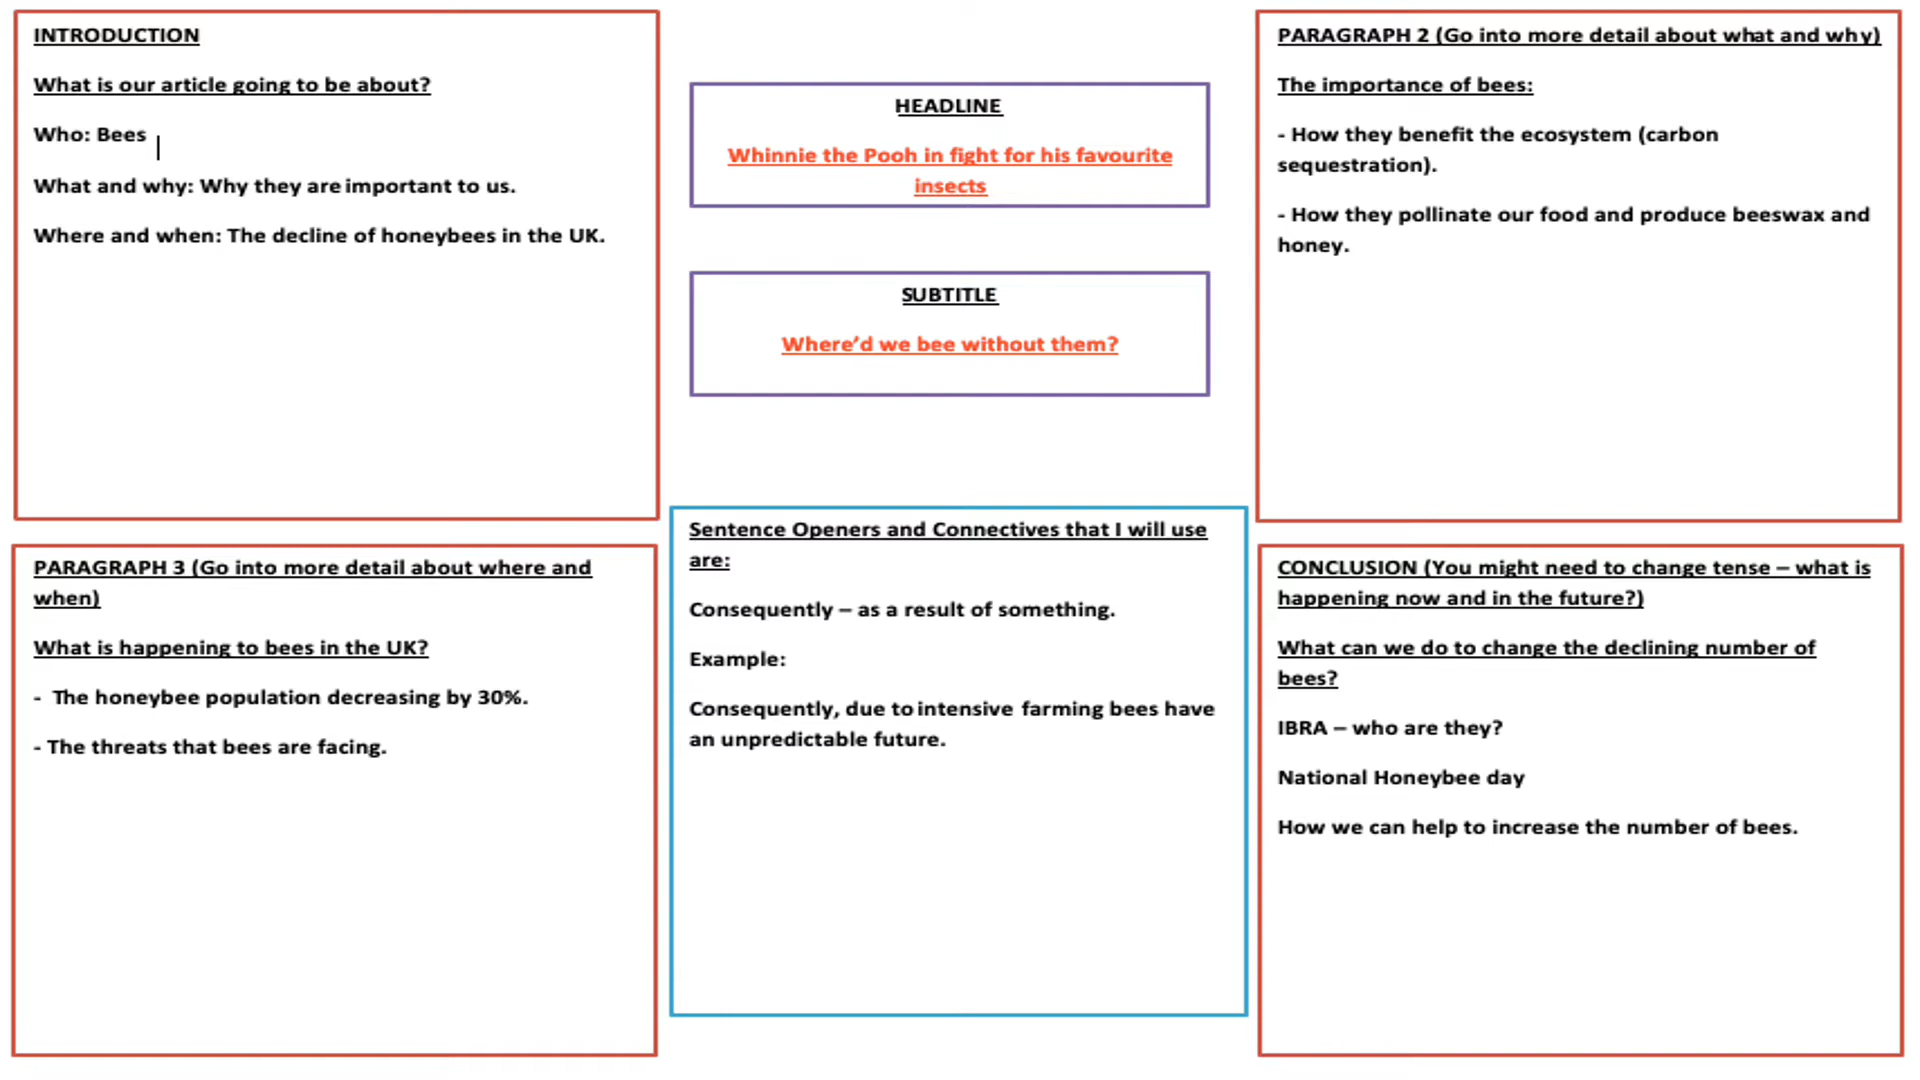 INTRODUCTION
What is our article going to be about?
Who: Bees
What and why: Why they are important to us.
Where and when: The decline of honeybees in the UK.
HEADLINE
Whinnie the Pooh in fight for his favourite
insects
SUBTITLE
Where’d we bee without them?
PARAGRAPH 2 (Go into more detail about what and why)
The importance of bees:
- How they benefit the ecosystem (carbon
sequestration).
- How they pollinate our food and produce beeswax and
honey.
PARAGRAPH 3 (Go into more detail about where and
when)
What is happening to bees in the UK?
- The honeybee population decreasing by 30%.
- The threats that bees are facing.
Sentence Openers and Connectives that I will use
are:
Consequently – as a result of something.
Example:
Consequently, due to intensive farming bees have
an unpredictable future.
CONCLUSION (You might need to change tense – what is
happening now and in the future?)
What can we do to change the declining number of
bees?
IBRA – who are they?
National Honeybee day
How we can help to increase the number of bees.